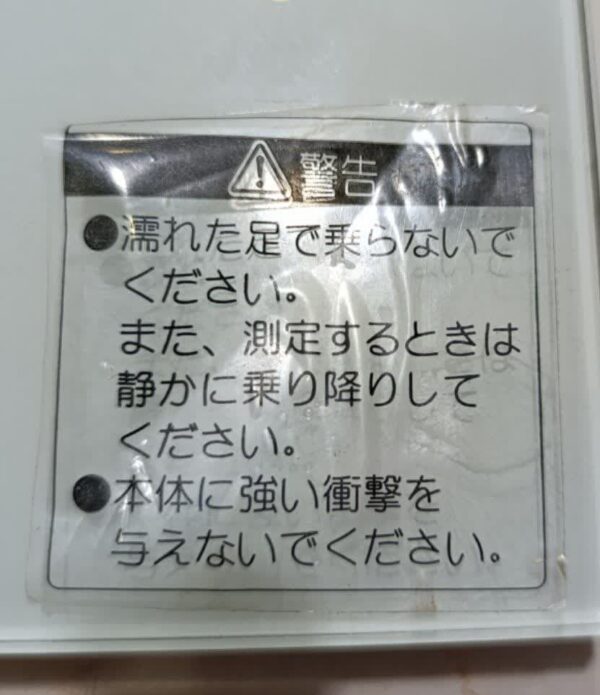 警告
●濡れた足で乗らないで
ください。
また、測定するときは
静かに乗り降りして
ください。
●本体に強い衝撃を
与えないでください。